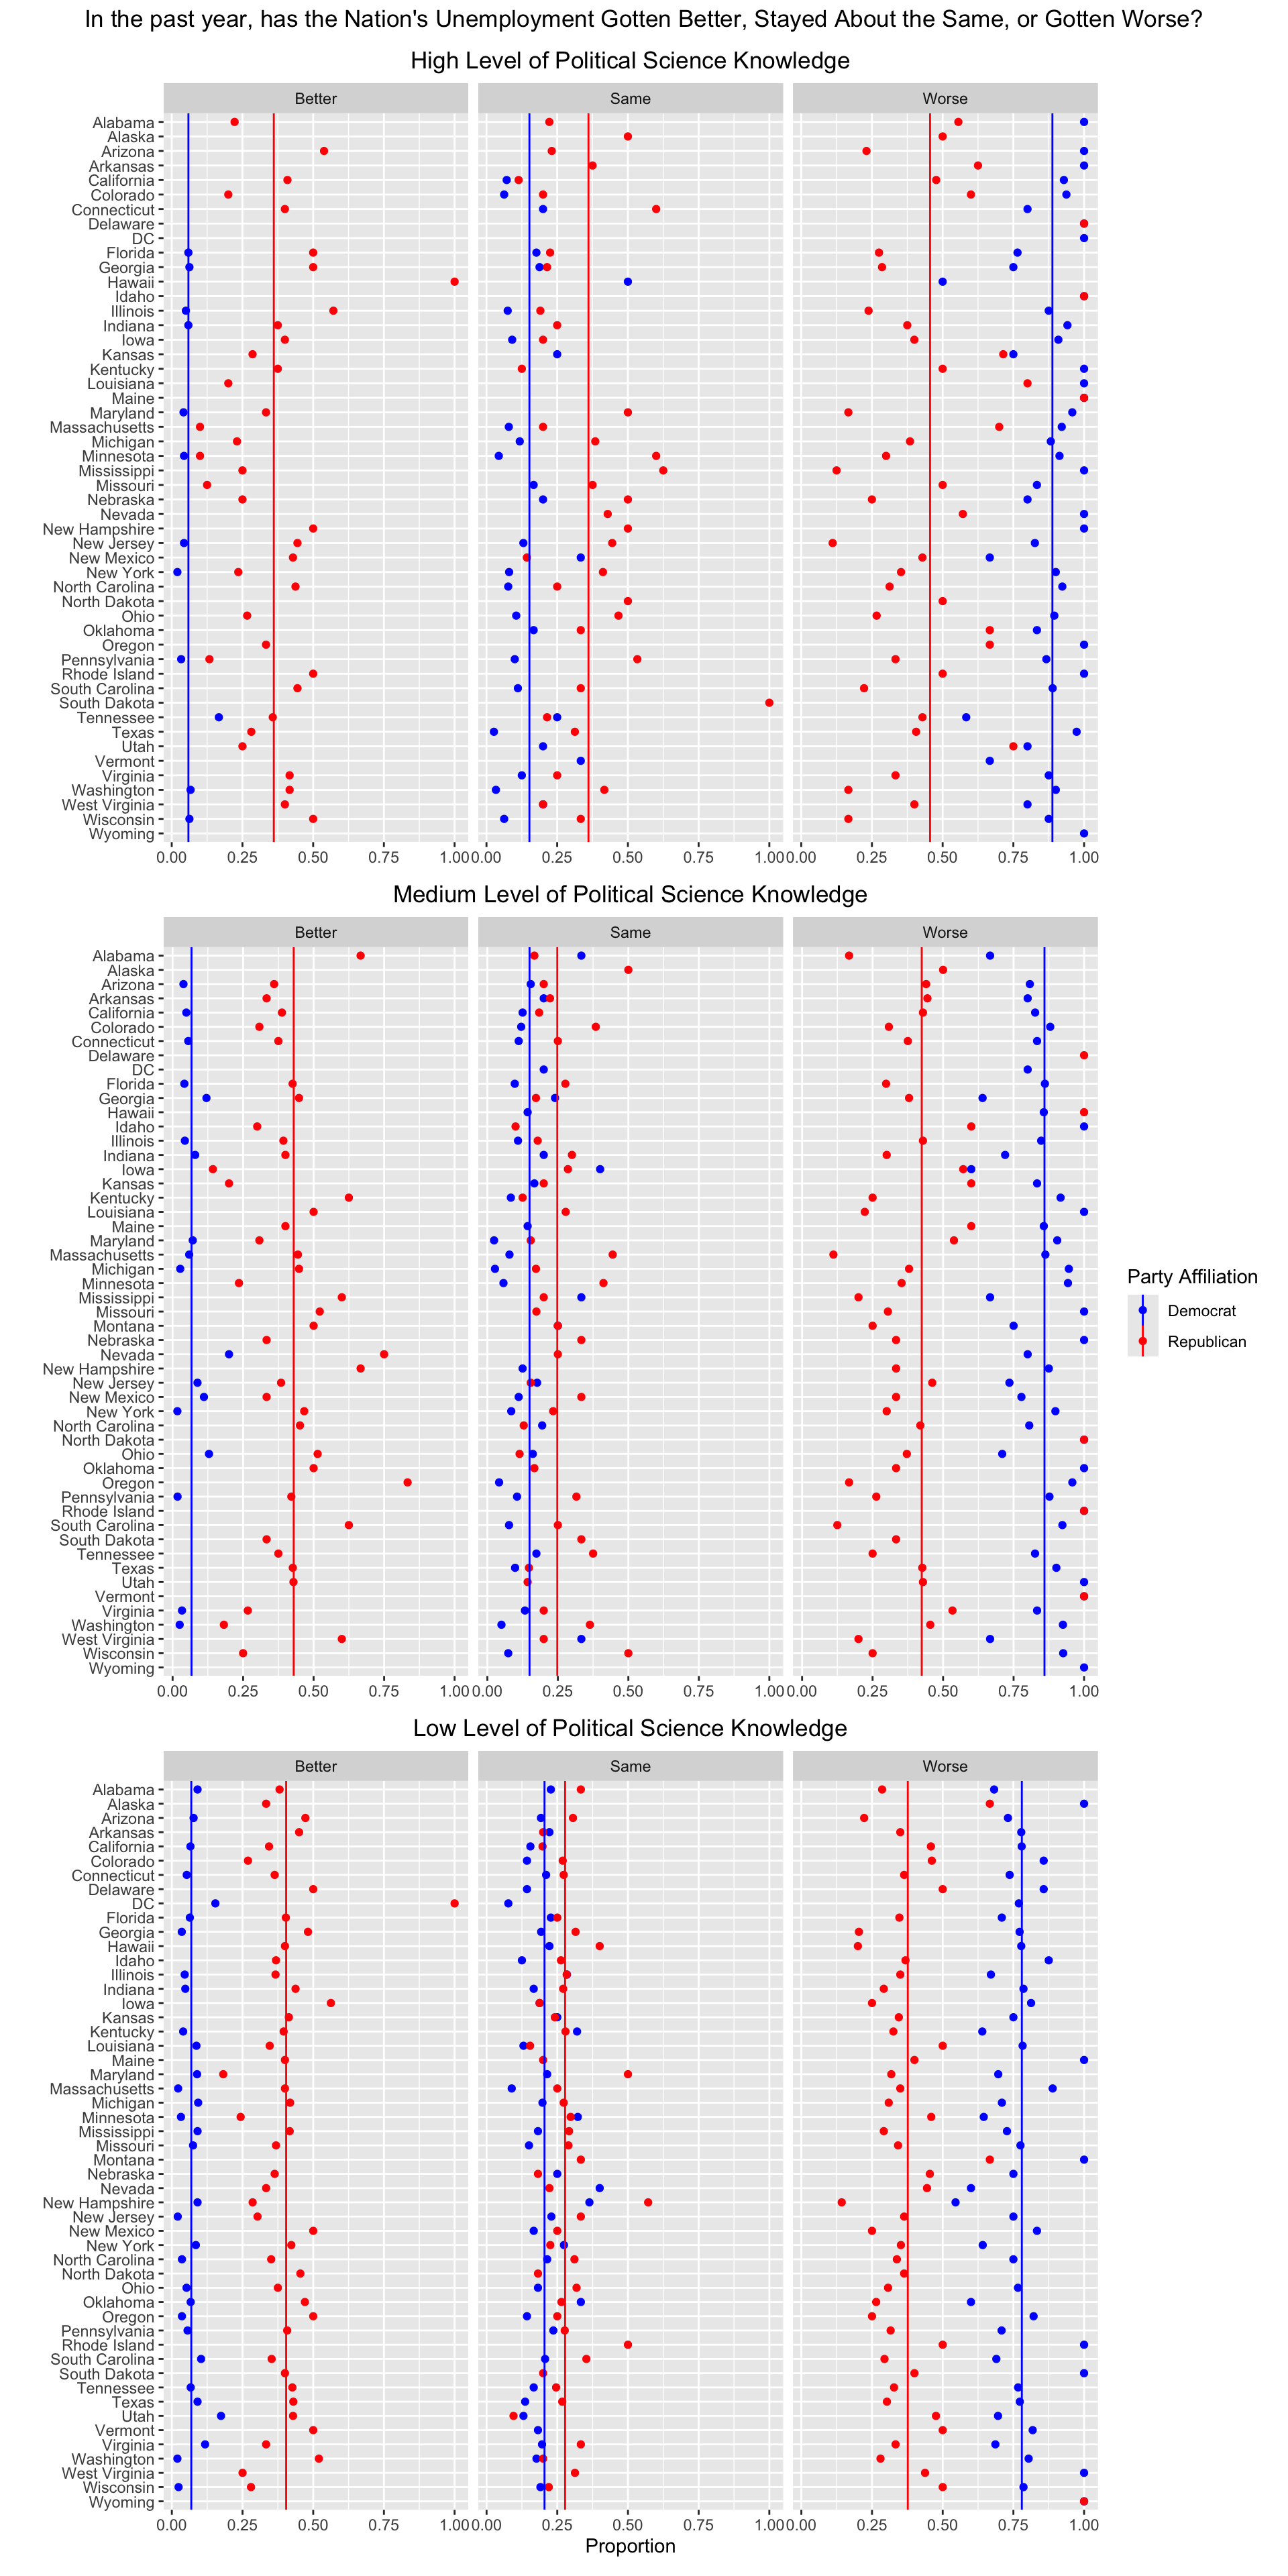 In the past year, has the Nation's Unemployment Gotten Better, Stayed About the Same, or Gotten Worse?
High Level of Political Science Knowledge
Better Same Worse
Alabama
Alaska
Arizona
Arkansas
California
Colorado
Connecticut
Delaware
DC
Florida
Georgia
Hawaii
Idaho
Illinois
Indiana
Iowa
Kansas
Kentucky
Louisiana
Maine
Maryland
Massachusetts
Michigan
Minnesota
Mississippi
Missouri
Nebraska
Nevada
New Hampshire
New Jersey
New Mexico
New York
North Carolina
North Dakota
Ohio
Oklahoma
Oregon
Pennsylvania
Rhode Island
South Carolina
South Dakota
Tennessee
Texas
Utah
Vermont
Virginia
Washington
West Virginia
Wisconsin
Wyoming
0.00 0.25 0.50 0.75 1.00 0.00 0.25 0.50 0.75 1.00 0.00 0.25 0.50 0.75 1.00
Medium Level of Political Science Knowledge
Better Same Worse
Alabama
Alaska
Arizona
Arkansas
California
Colorado
Connecticut
Delaware
DC
Florida
Georgia
Hawaii
Idaho
Illinois
Indiana
Iowa
Kansas
Kentucky
Louisiana
Maine
Maryland
Massachusetts
Michigan
Minnesota
Mississippi
Missouri
Montana
Nebraska
Nevada
New Hampshire
New Jersey
New Mexico
New York
North Carolina
North Dakota
Ohio
Oklahoma
Oregon
Pennsylvania
Rhode Island
South Carolina
South Dakota
Tennessee
Texas
Utah
Vermont
Virginia
Washington
West Virginia
Wisconsin
Wyoming
0.00 0.25 0.50 0.75 1.00 0.00 0.25 0.50 0.75 1.00 0.00 0.25 0.50 0.75 1.00
Party Affiliation
Democrat
Republican
Low Level of Political Science Knowledge
Better Same Worse
Alabama
Alaska
Arizona
Arkansas
California
Colorado
Connecticut
Delaware
DC
Florida
Georgia
Hawaii
Idaho
Illinois
Indiana
Iowa
Kansas
Kentucky
Louisiana
Maine
Maryland
Massachusetts
Michigan
Minnesota
Mississippi
Missouri
Montana
Nebraska
Nevada
New Hampshire
New Jersey
New Mexico
New York
North Carolina
North Dakota
Ohio
Oklahoma
Oregon
Pennsylvania
Rhode Island
South Carolina
South Dakota
Tennessee
Texas
Utah
Vermont
Virginia
Washington
West Virginia
Wisconsin
Wyoming
0.00 0.25 0.50 0.75 1.00 0.00 0.25 0.50 0.75 1.00 0.00 0.25 0.50 0.75 1.00
Proportion